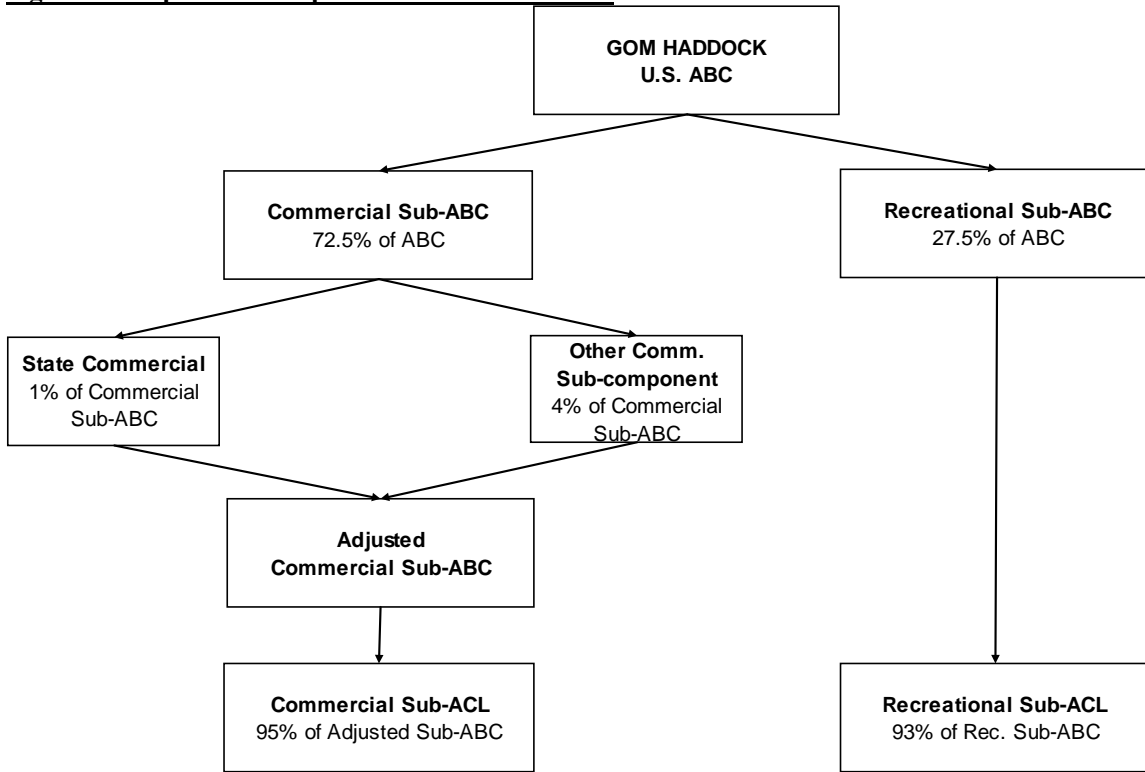 GOM HADDOCK
U.S. ABC
Commercial Sub-ABC
72.5% of ABC
Recreational Sub-ABC
27.5% of ABC
State Commercial
1% of Commercial
Sub-ABC
Other Comm.
Sub-component
4% of Commercial
Sub-ABC
Adjusted
Commercial Sub-ABC
Commercial Sub-ACL
95% of Adjusted Sub-ABC
Recreational Sub-ACL
93% of Rec. Sub-ABC